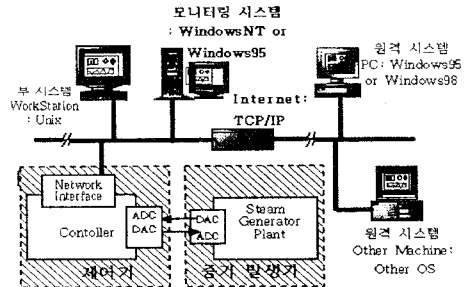 모니터링 시스템
: WindowsNT or
Windows95
원격 시스템
PC: Windows95
or Windows98
부 시스템
WorkStation
: Unix
Internet:
TCP/IP
Network
Interface
Contoller
ADC
DAC
제어기
DAC
ADC
Steam
Generator
Plant
증기 발생기
원격 시스템
Other Machine:
Other OS